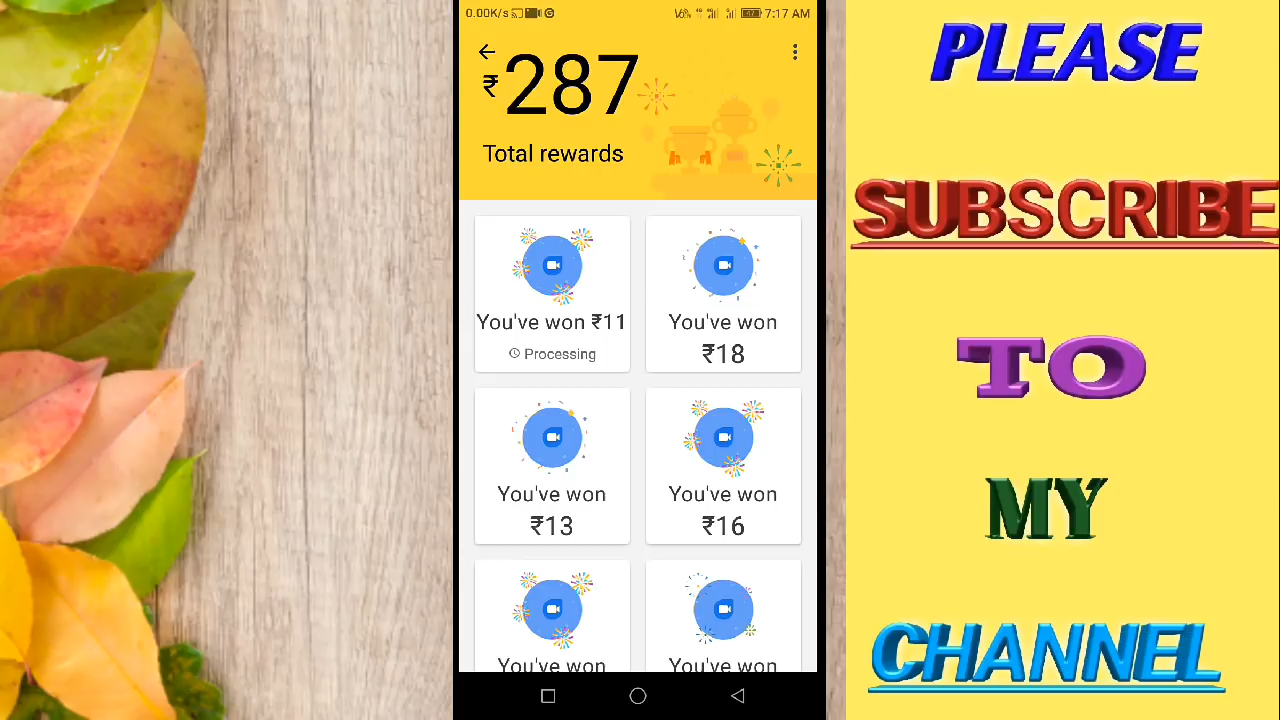 0.00K/s 7:17 AM
₹287
Total rewards
You've won ₹11
Processing
You've won
₹18
You've won
₹13
You've won
₹16
You've won
You've won
PLEASE
SUBSCRIBE
TO
MY
CHANNEL